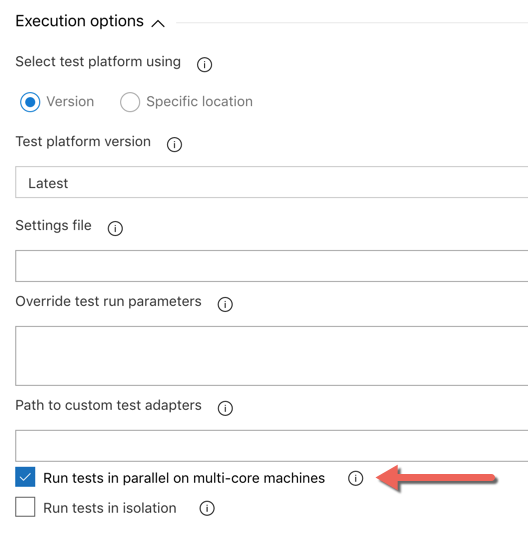 Execution options
Select test platform using
Version Specific location
Test platform version
Latest
Settings file
Override test run parameters
Path to custom test adapters
Run tests in parallel on multi-core machines
Run tests in isolation